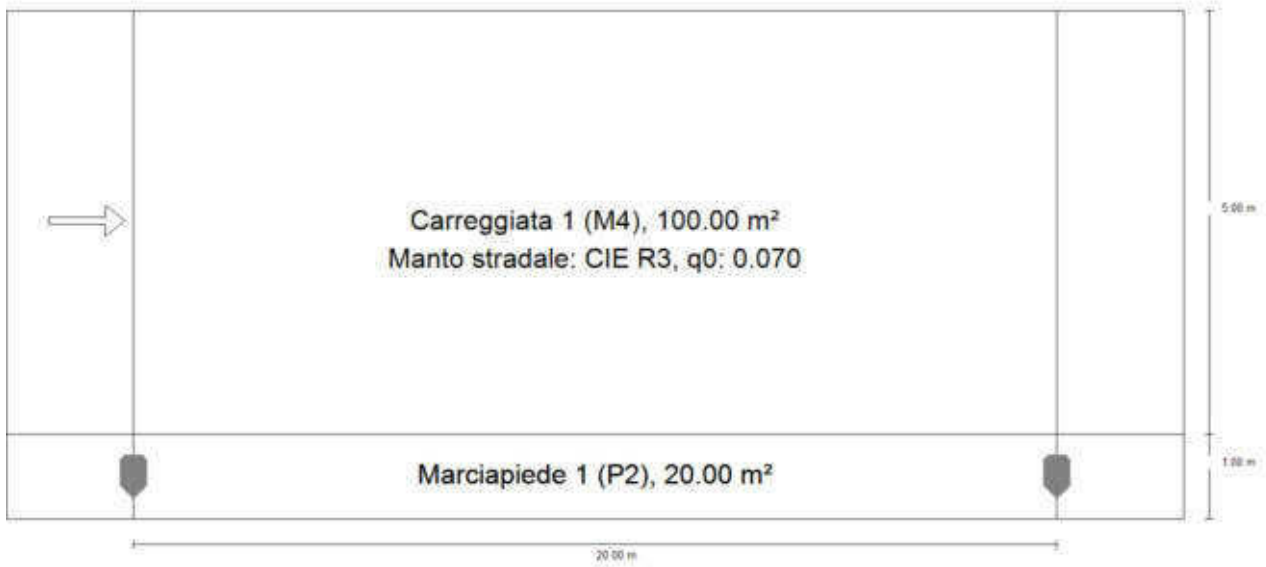 Carreggiata 1 (M4), 100.00 m²
Manto stradale: CIE R3, q0: 0.070
5.00 m
Marciapiede 1 (P2), 20.00 m²
1.00 m
20.00 m